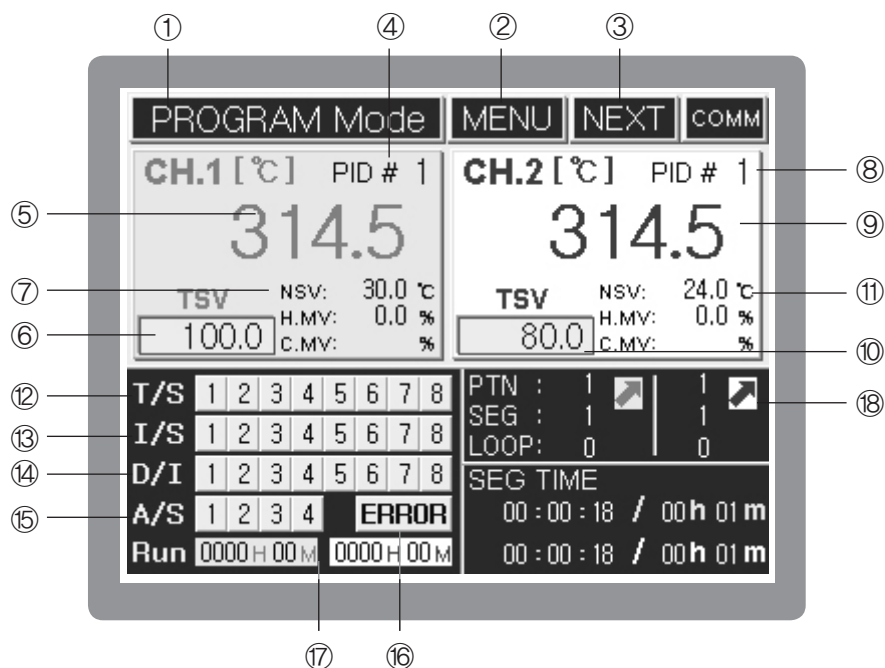 ① ④ ② ③
PROGRAM Mode MENU NEXT COMM
CH.1 [℃] PID # 1 CH.2 [℃] PID # 1 ⑧
⑤ 314.5 314.5 ⑨
⑦ NSV: 30.0 ℃ NSV: 24.0 ℃ ⑪
TSV H.MV: 0.0 % TSV H.MV: 0.0 %
⑥ 100.0 C.MV: % 80.0 C.MV: % ⑩
⑫ T/S 1 2 3 4 5 6 7 8 PTN : 1 1 ⑱
⑬ I/S 1 2 3 4 5 6 7 8 SEG : 1 1
LOOP: 0 0
⑭ D/I 1 2 3 4 5 6 7 8 SEG TIME
⑮ A/S 1 2 3 4 ERROR 00 : 00 : 18 / 00h 01m
Run 0000 H 00 M 0000 H 00 M 00 : 00 : 18 / 00h 01m
⑰ ⑯